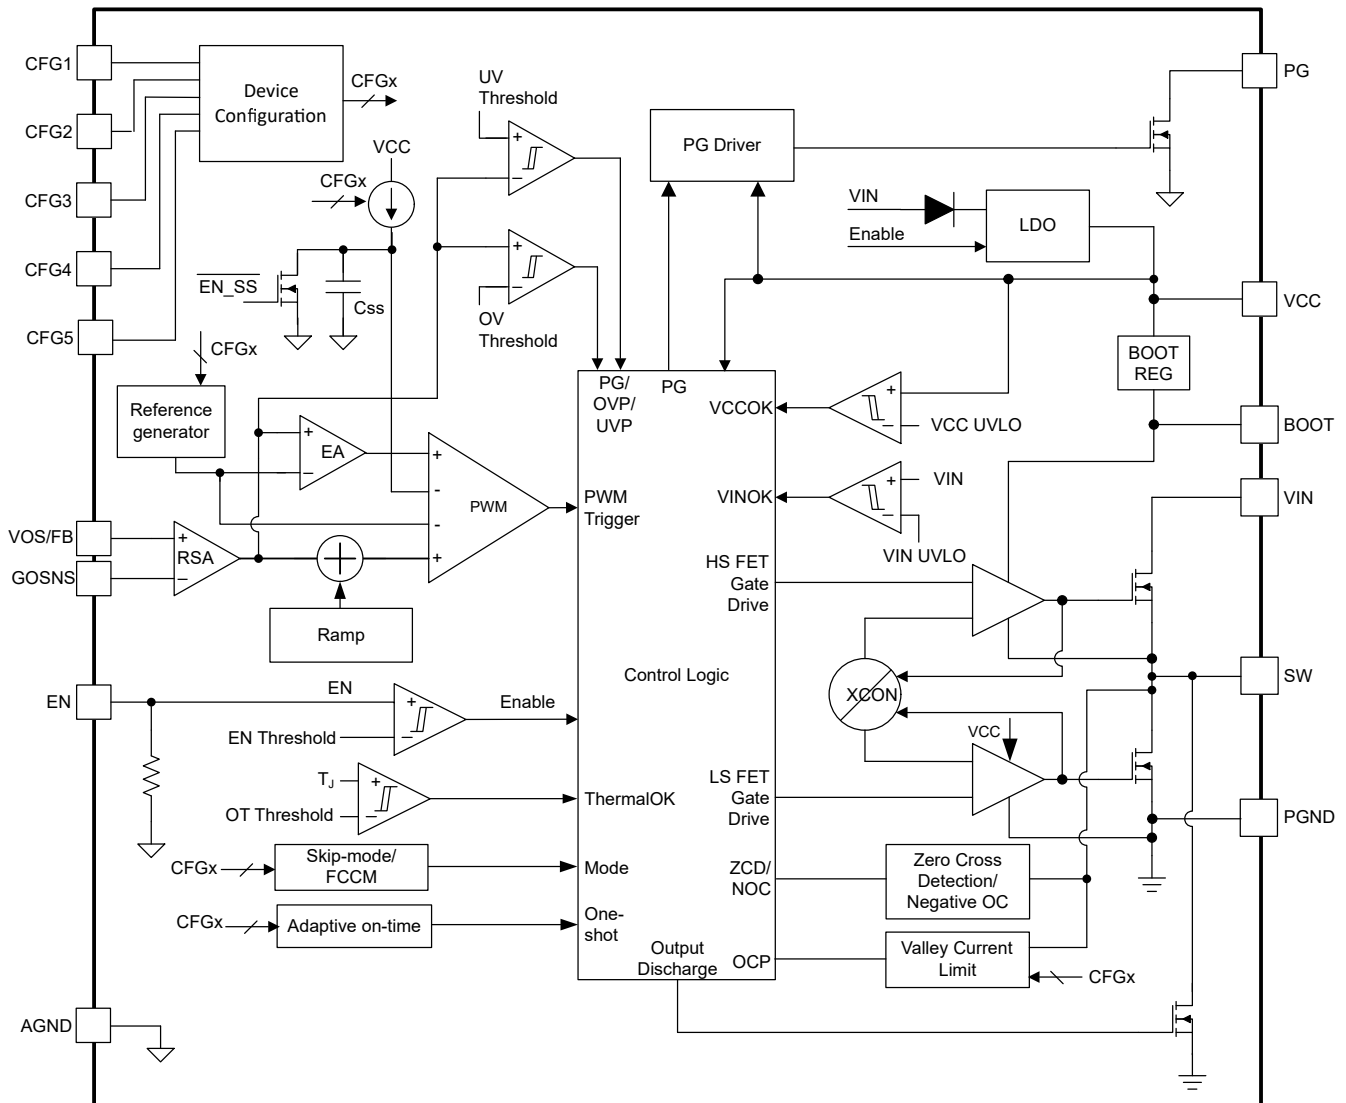 CFG1
CFG2
CFG3
CFG4
CFG5
Device
Configuration
CFGx
VCC
CFGx
EN_SS
Css
UV
Threshold
+
−
+
−
OV
Threshold
PG Driver
PG
VIN
Enable
LDO
VCC
BOOT
REG
BOOT
VIN
CFGx
Reference
generator
+
−
EA
+
-
-
+
PWM
VOS/FB
GOSNS
+
−
RSA
Ramp
PG/
OVP/
UVP
PG
VCCOK
+
−
VCC UVLO
VINOK
+
−
VIN
VIN UVLO
PWM
Trigger
HS FET
Gate
Drive
Control Logic
XCON
SW
EN
EN
+
−
EN Threshold
Enable
TJ
+
−
OT Threshold
ThermalOK
VCC
LS FET
Gate
Drive
PGND
CFGx
Skip-mode/
FCCM
Mode
CFGx
Adaptive on-time
One-
shot
ZCD/
NOC
Zero Cross
Detection/
Negative OC
OCP
Valley Current
Limit
CFGx
Output
Discharge
AGND